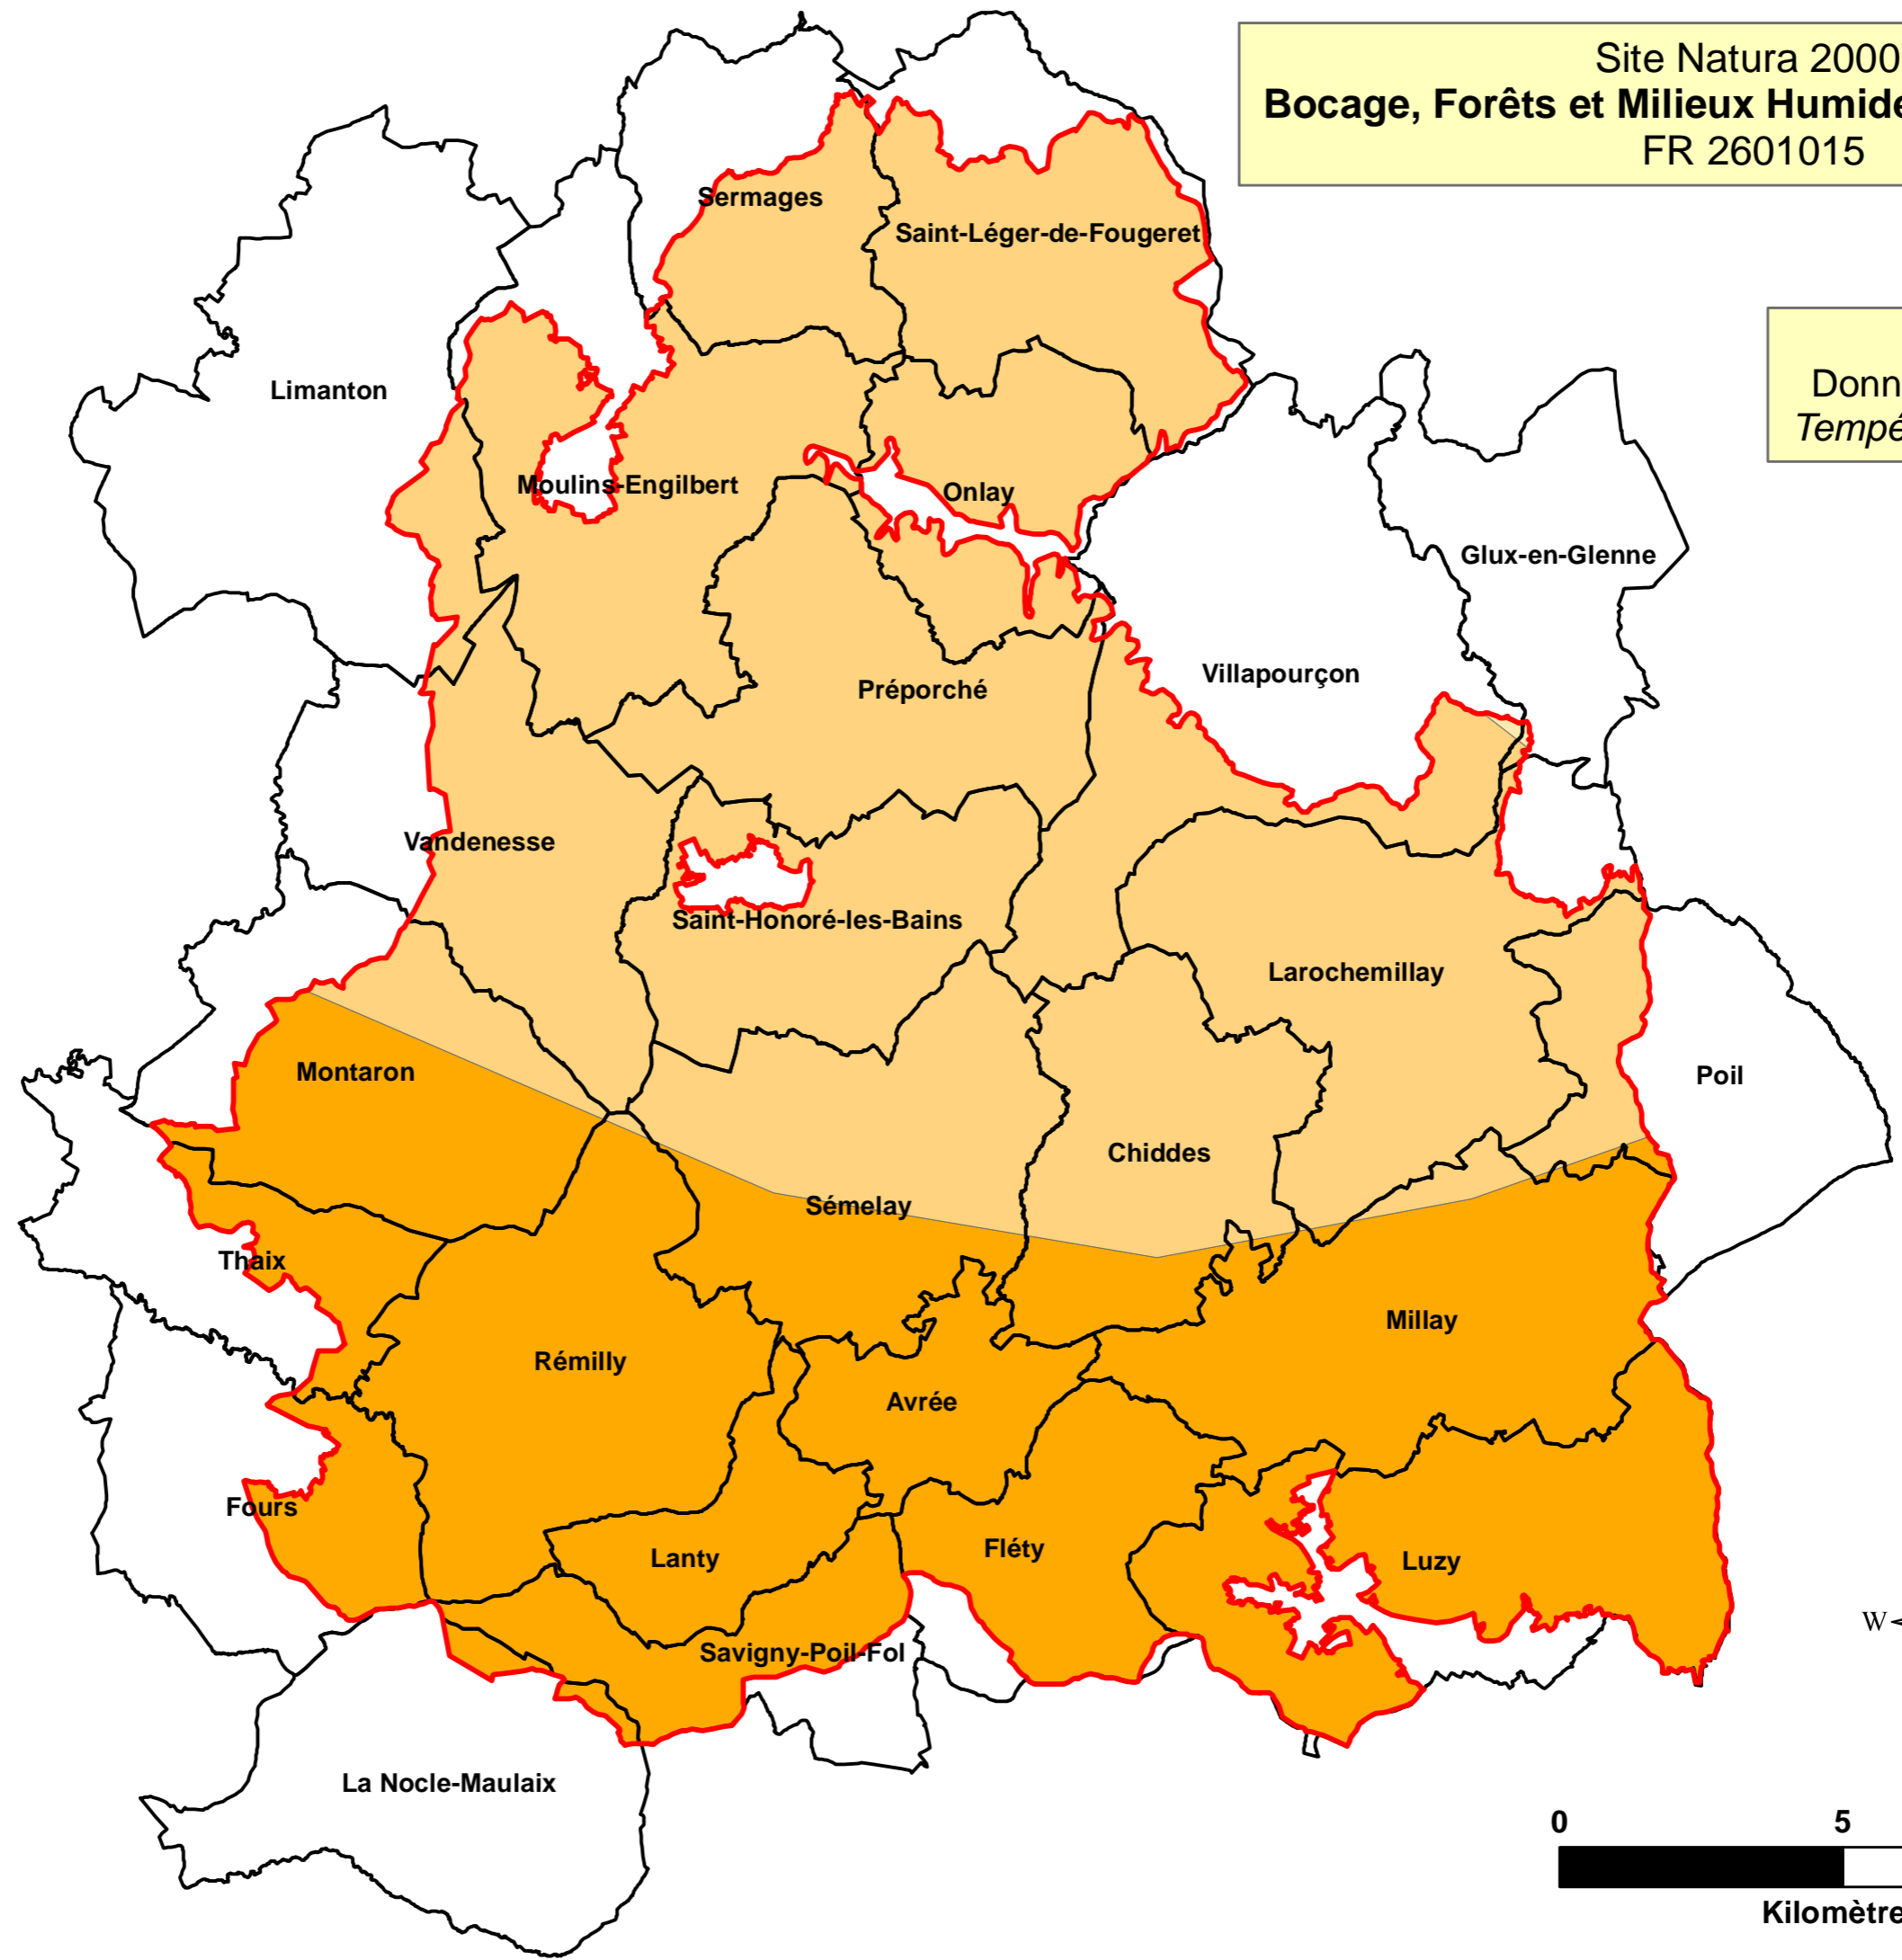 Site Natura 2000
Bocage, Forêts et Milieux Humide
FR 2601015
Sermages
Saint-Léger-de-Fougeret
Limanton
Donn
Tempé
Moulins-Engilbert
Onlay
Glux-en-Glenne
Villapourçon
Préporché
Vandenesse
Saint-Honoré-les-Bains
Larochemillay
Montaron
Poil
Chiddes
Sémelay
Thaix
Millay
Rémilly
Avrée
Fours
Fléty
Lanty
Luzy
W
Savigny-Poil-Fol
La Nocle-Maulaix
0 5
Kilomètre